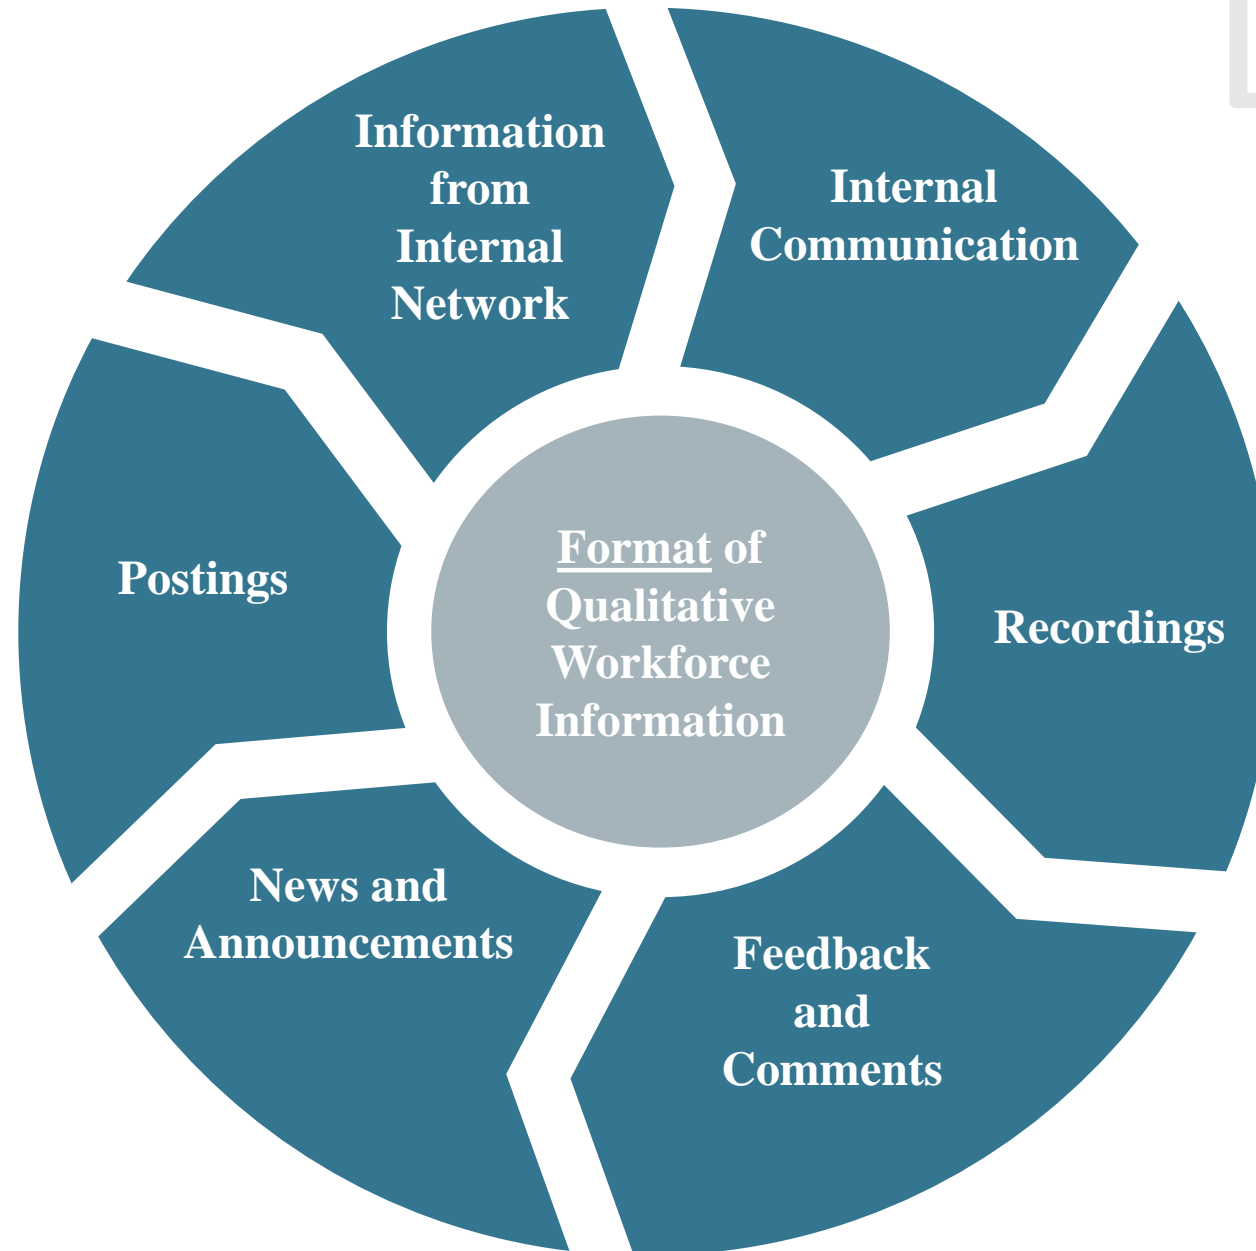 Information
from
Internal
Network
Internal
Communication
Recordings
Feedback
and
Comments
News and
Announcements
Postings
Format of
Qualitative
Workforce
Information